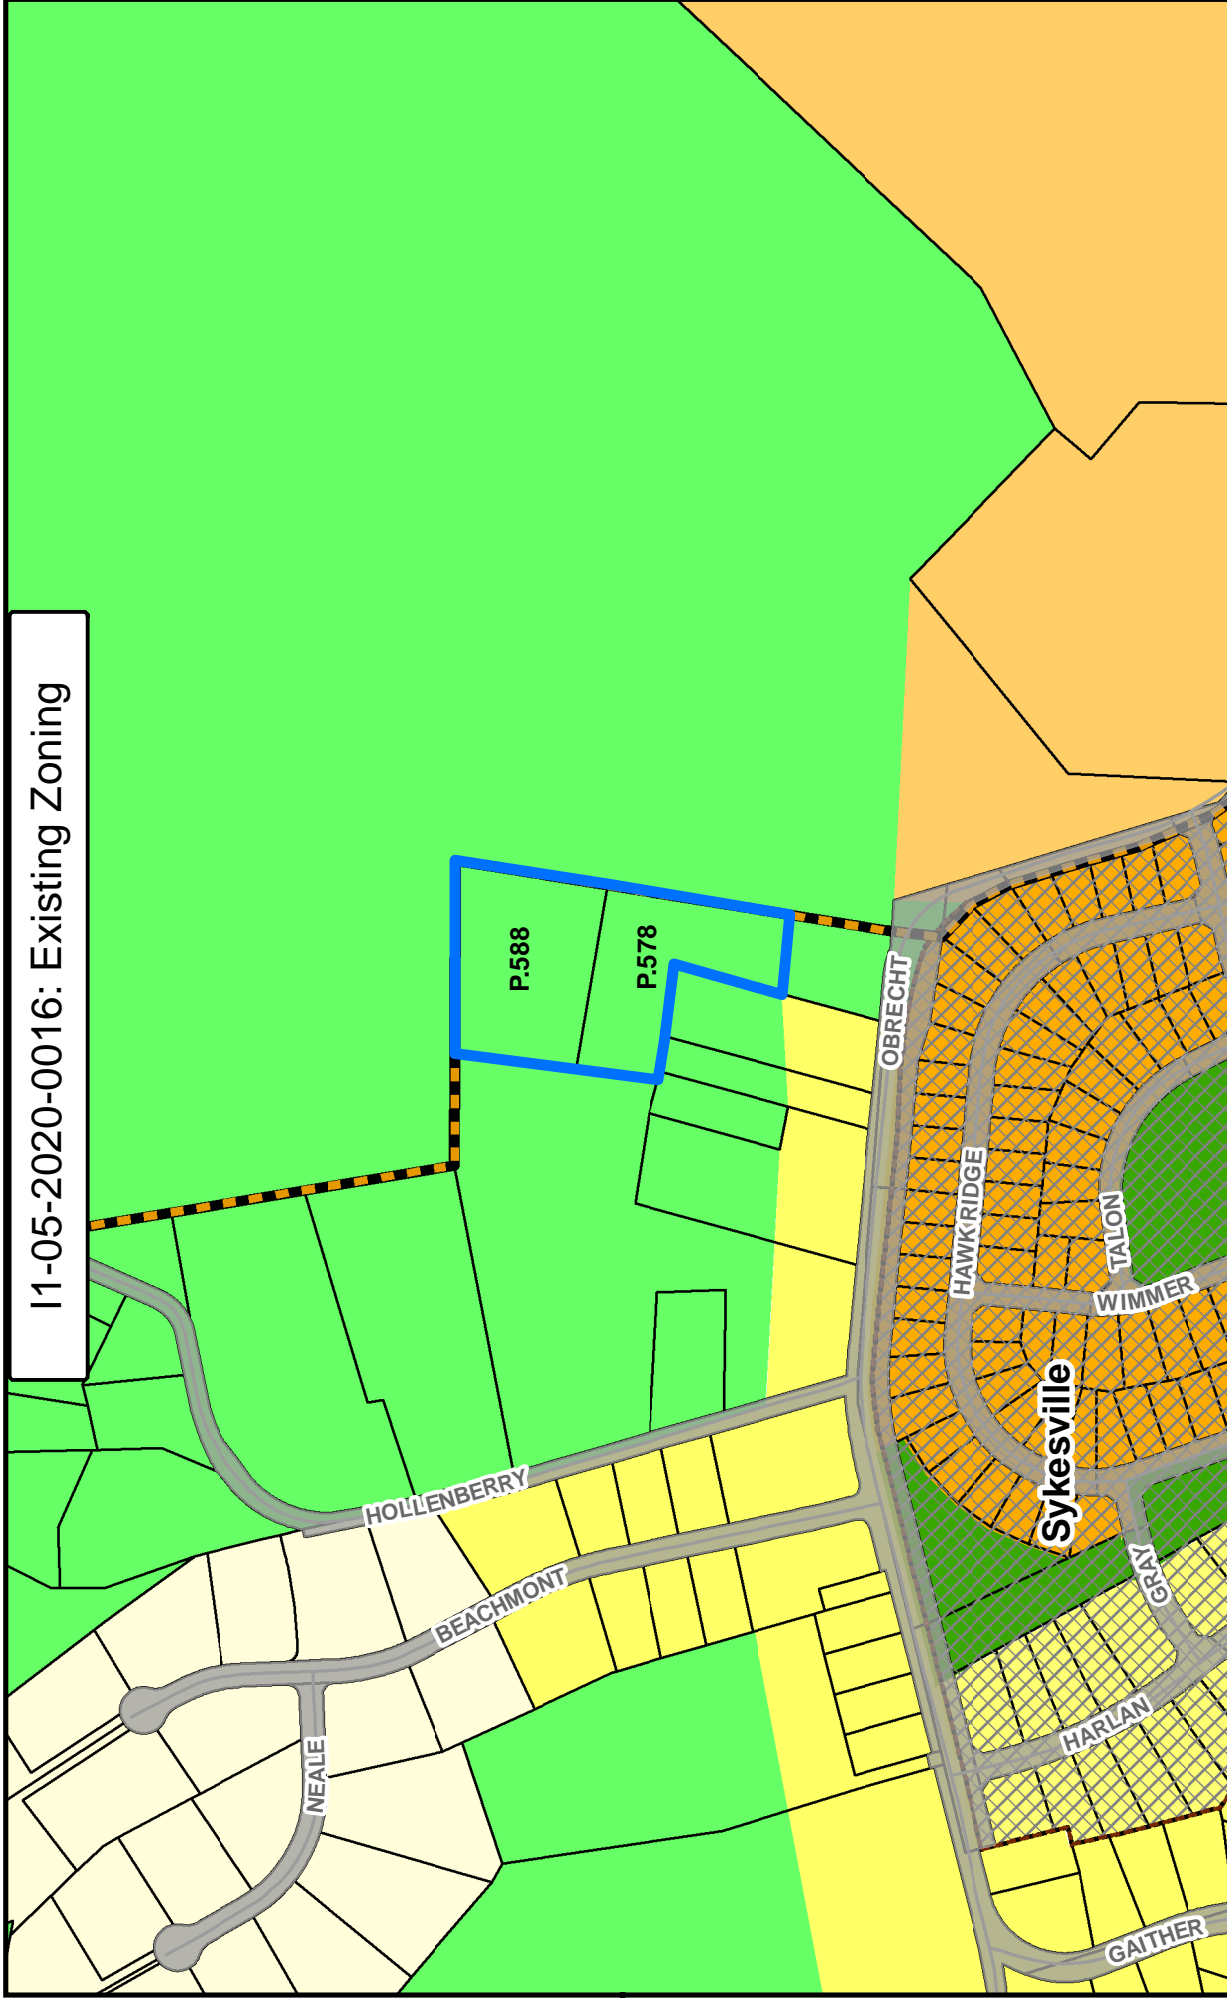 I1-05-2020-0016: Existing Zoning
P.588
P.578
OBRECHT
HAWK RIDGE
TALON
WIMMER
HOLLENBERRY
BEACHMONT
Sykesville
GRAY
NEALE
HARLAN
GAITHER